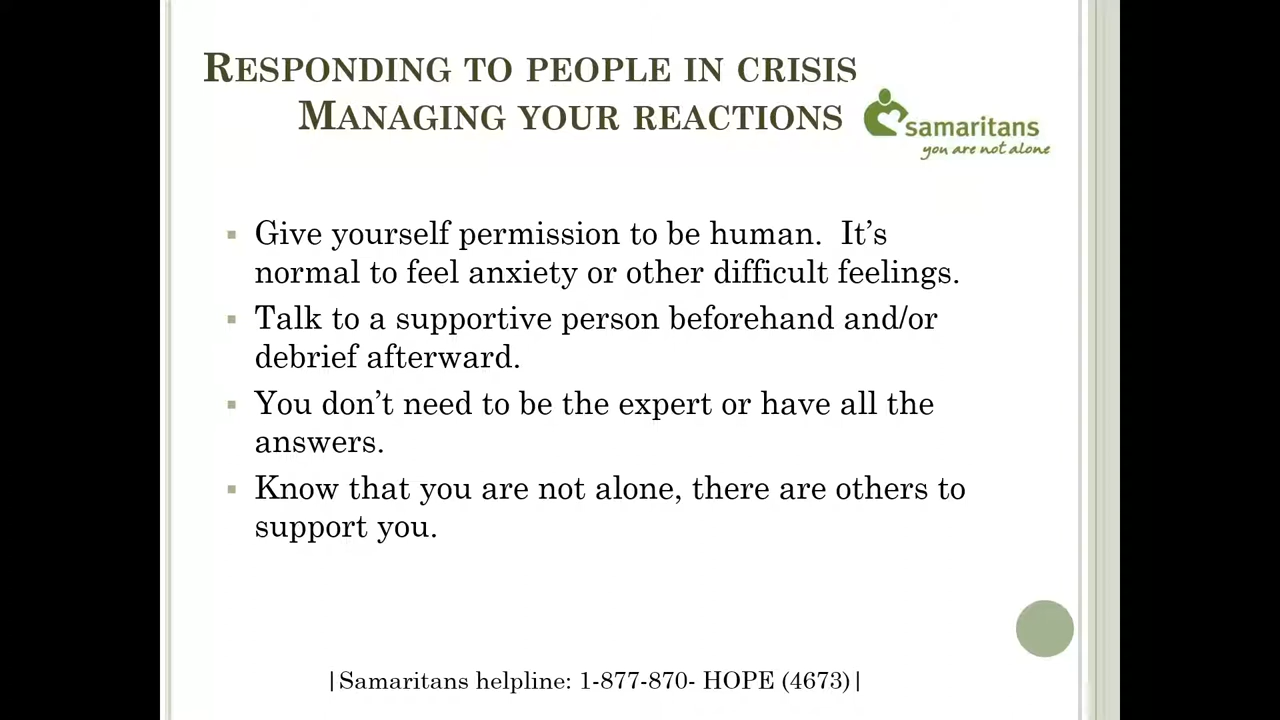 RESPONDING TO PEOPLE IN CRISIS
MANAGING YOUR REACTIONS
samaritans
you are not alone
▪ Give yourself permission to be human.  It’s
normal to feel anxiety or other difficult feelings.
▪ Talk to a supportive person beforehand and/or
debrief afterward.
▪ You don’t need to be the expert or have all the
answers.
▪ Know that you are not alone, there are others to
support you.
|Samaritans helpline: 1-877-870- HOPE (4673)|